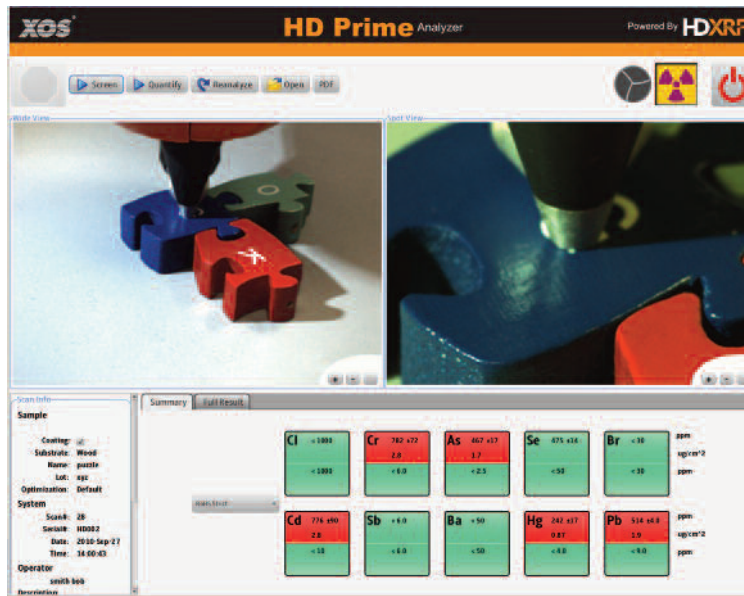 XOS
HD Prime Analyzer
Powered By HDXRF
Screen
Quantify
Reanalyze
Open
PDF
Wide View
Spot View
Scan Info
Sample
Coating:
Substrate: Wood
Name: puzzle
Lot: xyz
Optimization: Default
System
Scan#: 28
Serial#: HD002
Date: 2010-Sep-27
Time: 14:00:43
Operator
smith bob
Description
Summary
Full Result
Cl < 1000
< 1000
Cr 702 ±72
2.8
< 6.0
As 467 ±17
1.7
< 2.5
Se 475 ±14
< 50
Br < 30
< 30
ppm
ug/cm^2
ppm
Cd 776 ±90
2.8
< 10
Sb < 6.0
< 6.0
Ba < 50
< 50
Hg 242 ±17
0.87
< 4.0
Pb 514 ±4.0
1.9
< 9.0
ppm
ug/cm^2
ppm